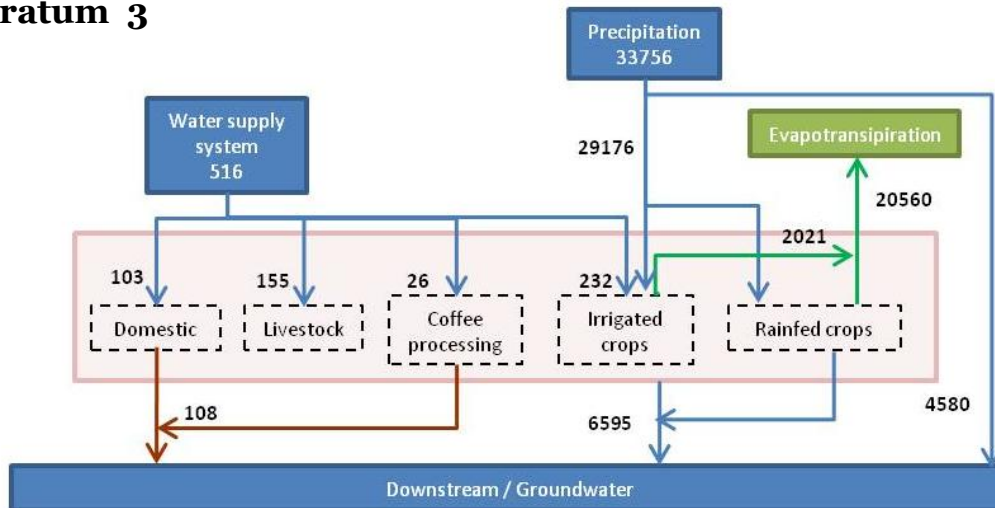 ratum 3
Precipitation
33756
Water supply
system
516
Evapotransipiration
29176
20560
2021
103
155
26
232
Domestic
Livestock
Coffee
processing
Irrigated
crops
Rainfed crops
108
6595
4580
Downstream / Groundwater